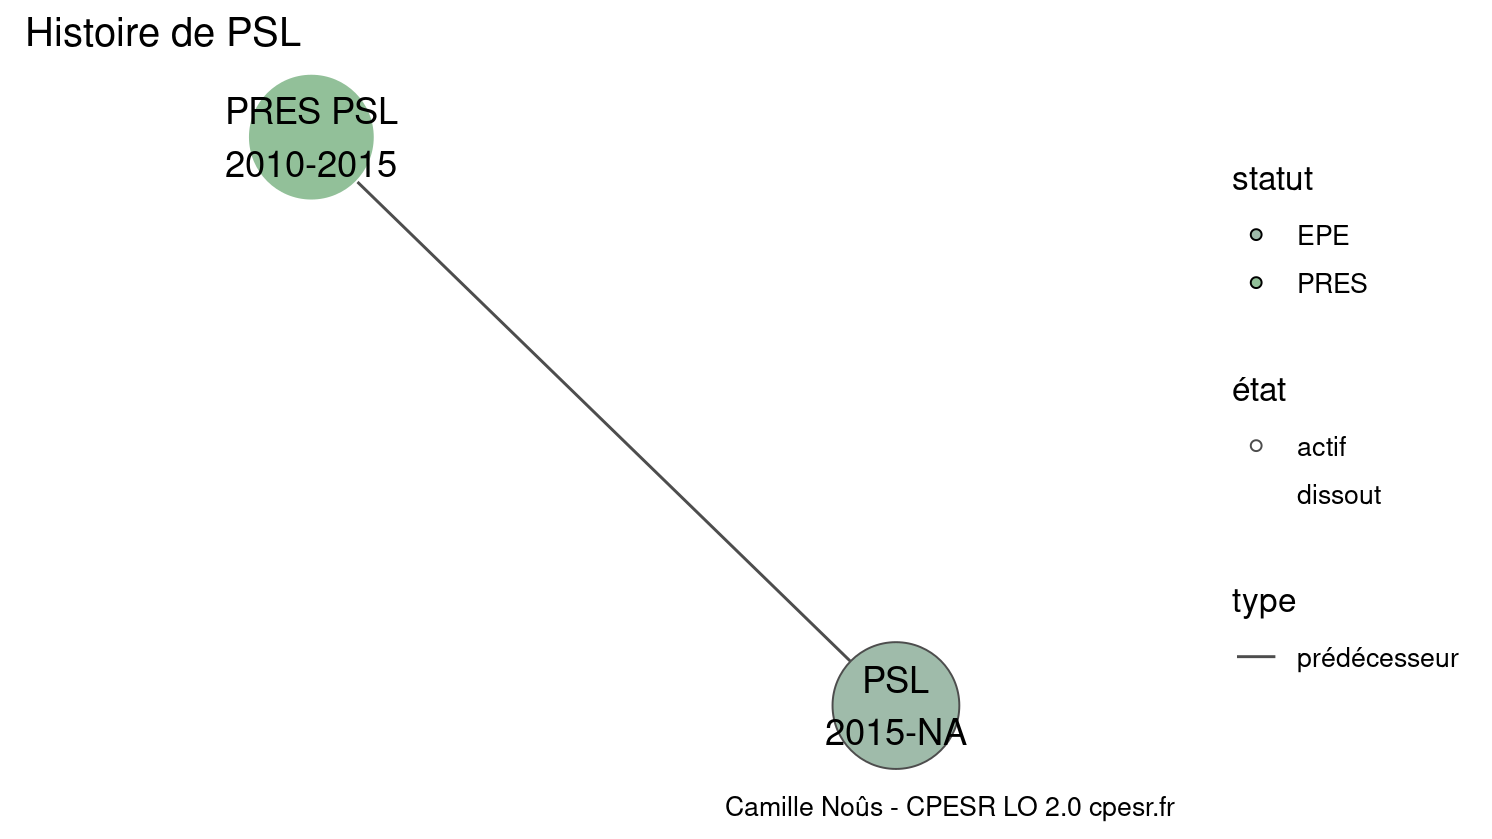 Histoire de PSL
PRES PSL
2010-2015
PSL
2015-NA
statut
EPE
PRES
état
actif
dissout
type
prédécesseur
Camille Noûs - CPESR LO 2.0 cpesr.fr